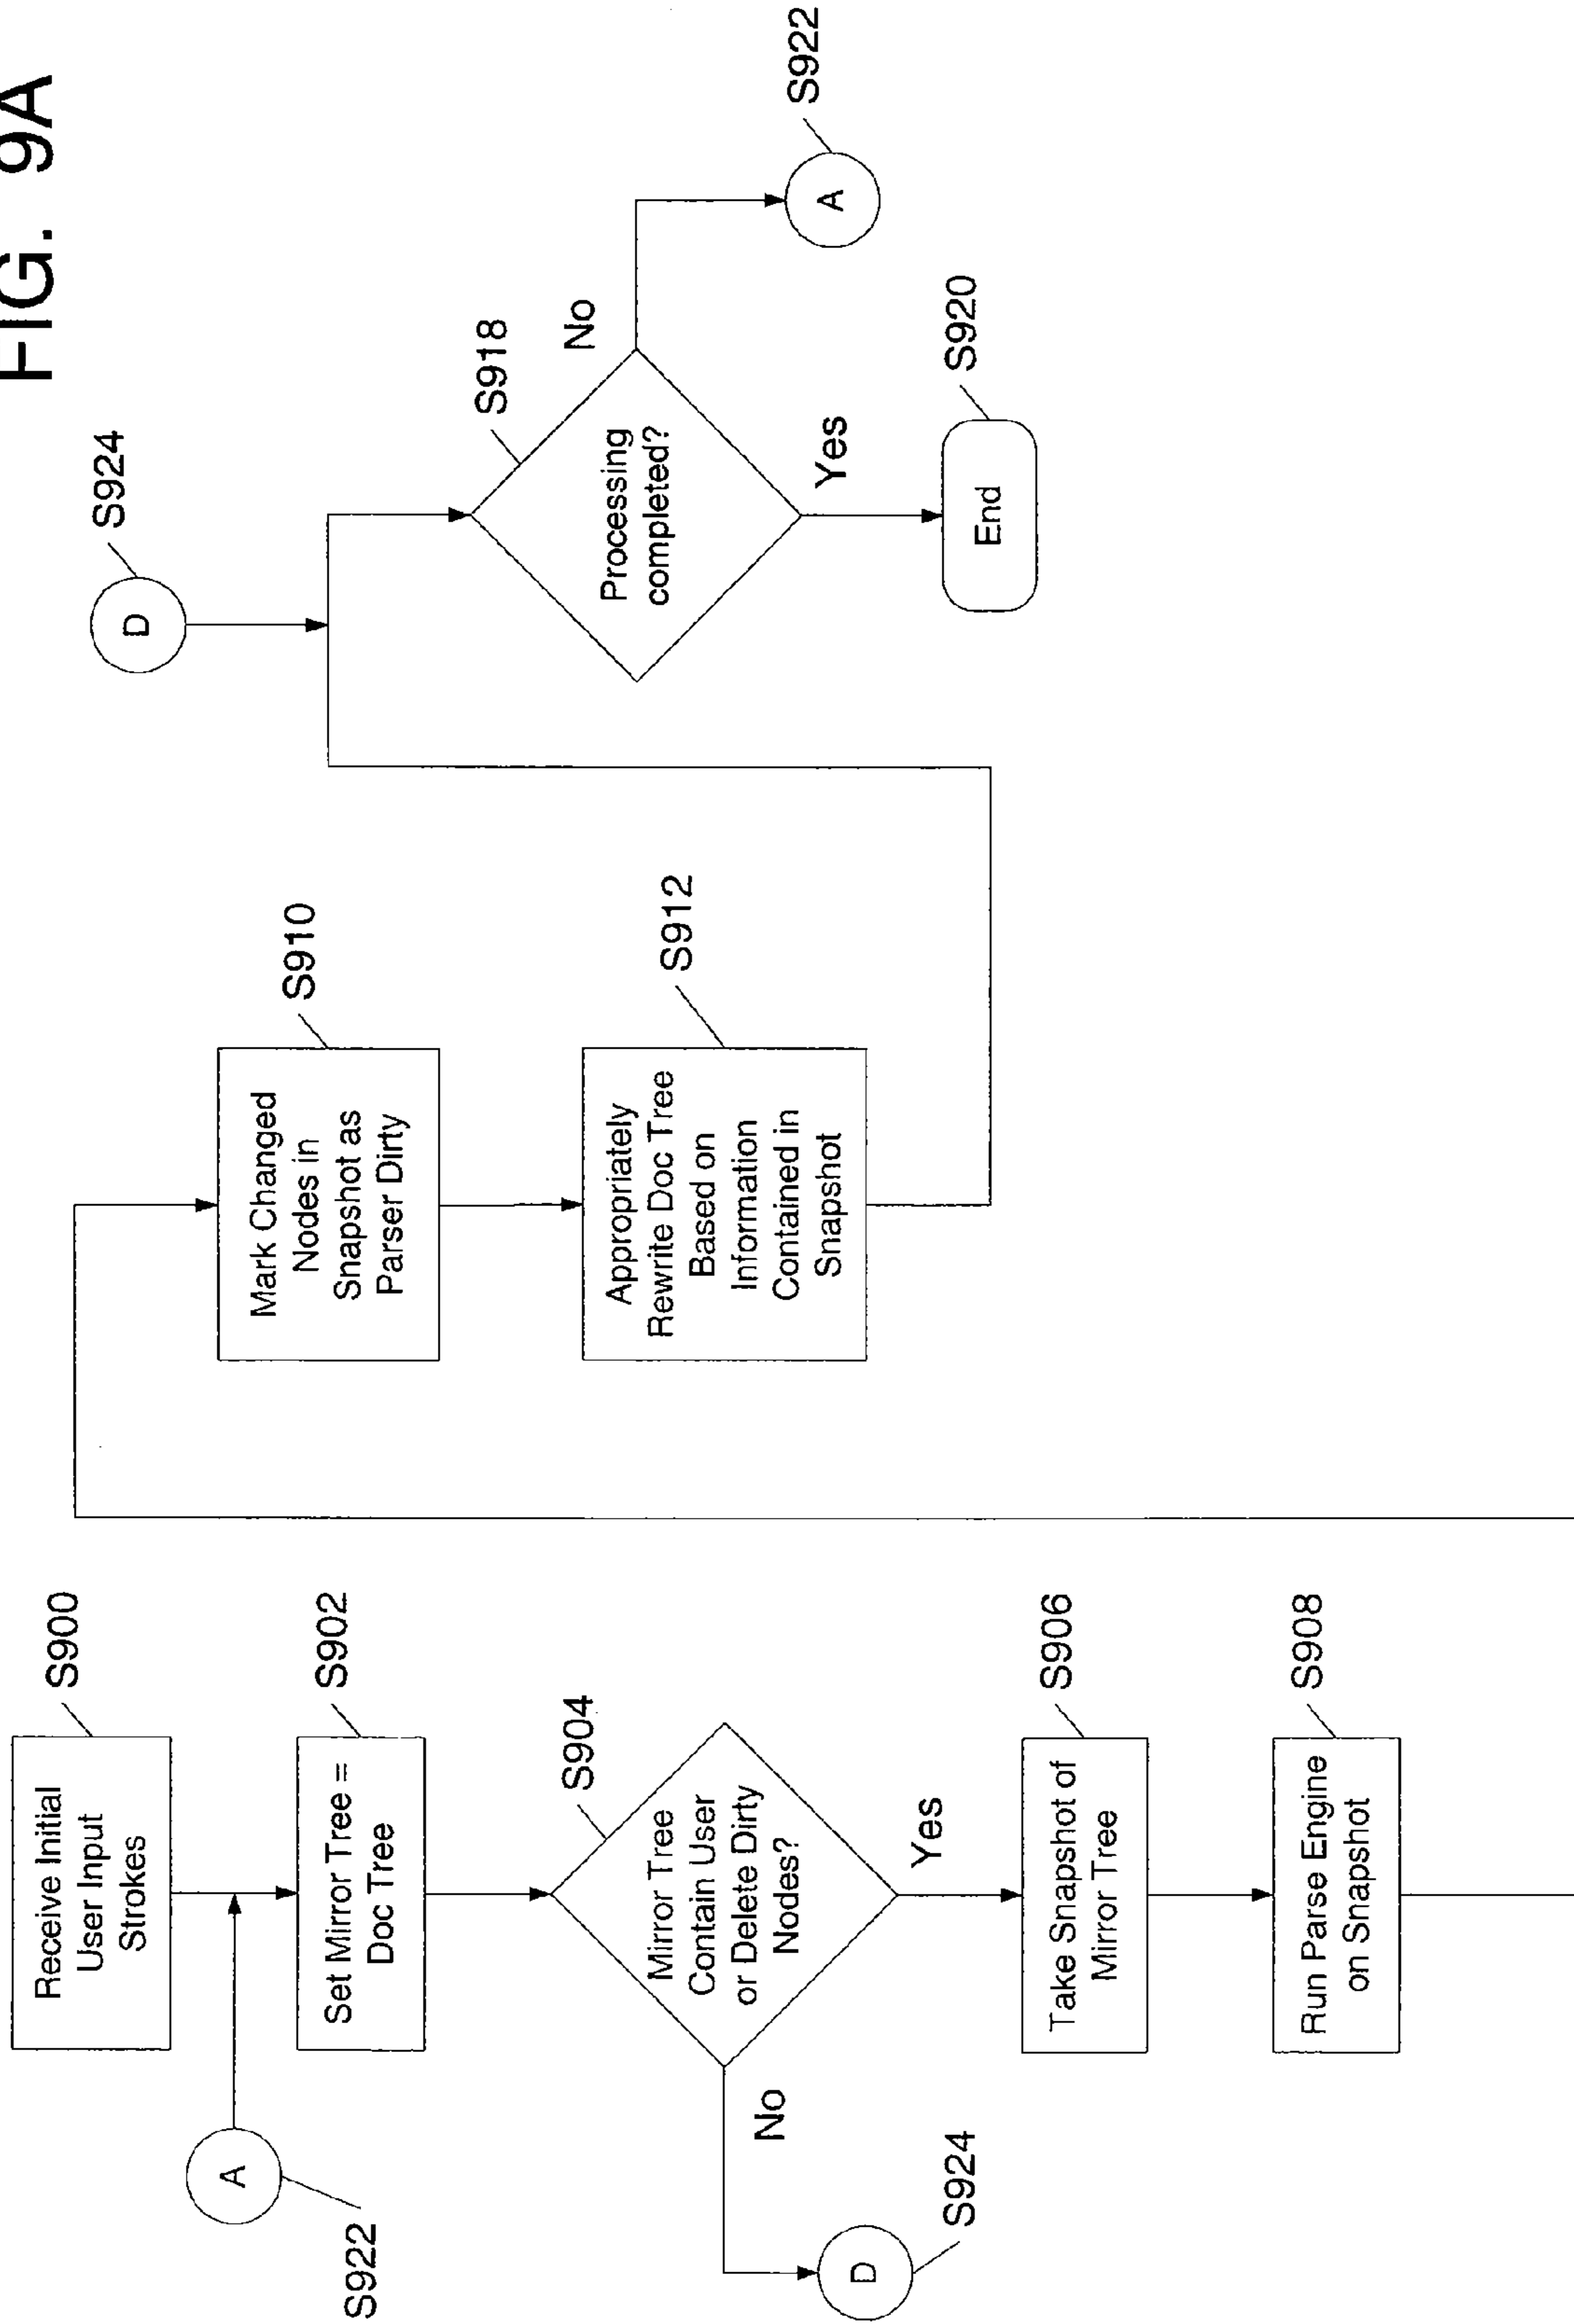 FIG. 9A
Receive Initial
User Input
Strokes
S900
A
S922
Set Mirror Tree =
Doc Tree
S902
Mirror Tree
Contain User
or Delete Dirty
Nodes?
S904
No
D
S924
Yes
Take Snapshot of
Mirror Tree
S906
Run Parse Engine
on Snapshot
S908
Mark Changed
Nodes in
Snapshot as
Parser Dirty
S910
Appropriately
Rewrite Doc Tree
Based on
Information
Contained in
Snapshot
S912
D
S924
Processing
completed?
S918
No
A
S922
Yes
End
S920